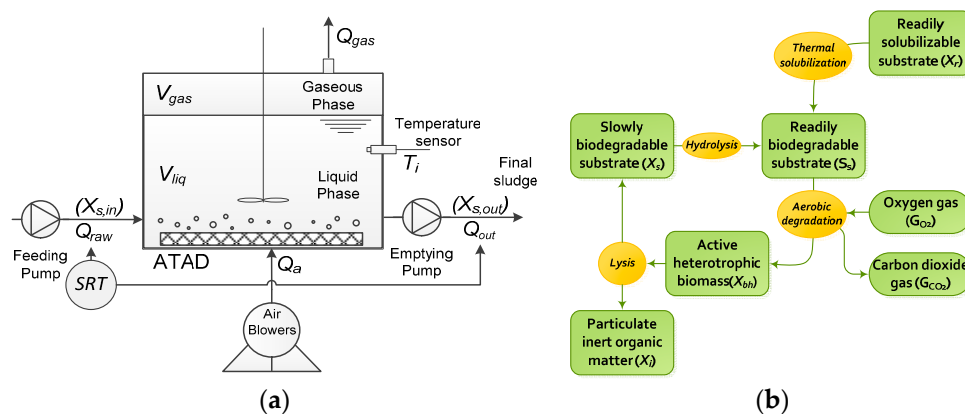 Q_gas
V_gas
Gaseous
Phase
Temperature
sensor
T_i
V_liq
Liquid
Phase
Final
sludge
(X_s,in)
Q_raw
(X_s,out)
Q_out
Feeding
Pump
ATAD
Q_a
Emptying
Pump
SRT
Air
Blowers
(a)
Thermal
solubilization
Readily
solubilizable
substrate (X_r)
Slowly
biodegradable
substrate (X_s)
Hydrolysis
Readily
biodegradable
substrate (S_s)
Aerobic
degradation
Oxygen gas
(G_O₂)
Lysis
Active
heterotrophic
biomass(X_bh)
Carbon dioxide
gas (G_CO₂)
Particulate
inert organic
matter (X_i)
(b)